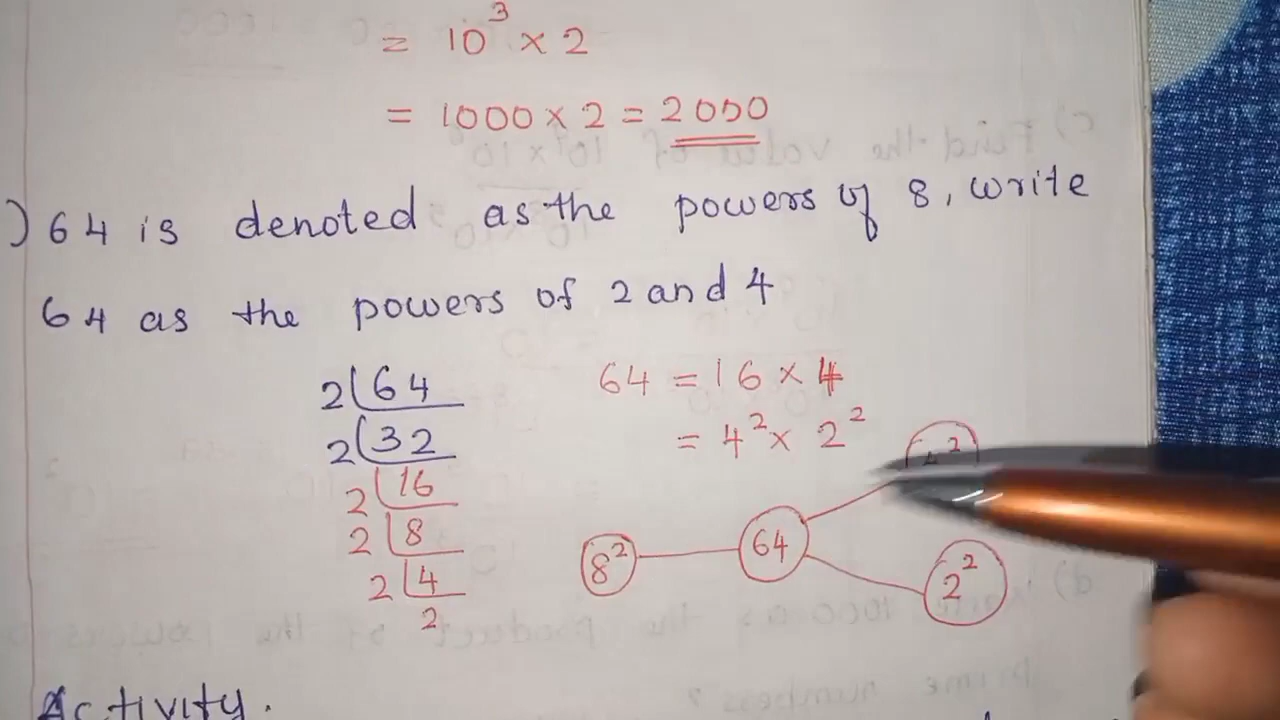 = 10³ × 2
= 1000 × 2 = 2000
) 64 is denoted as the powers of 8, write
64 as the powers of 2 and 4
2 64
2 32
2 16
2 8
2 4
2
64 = 16 × 4
= 4² × 2²
8²
64
2²
Activity.